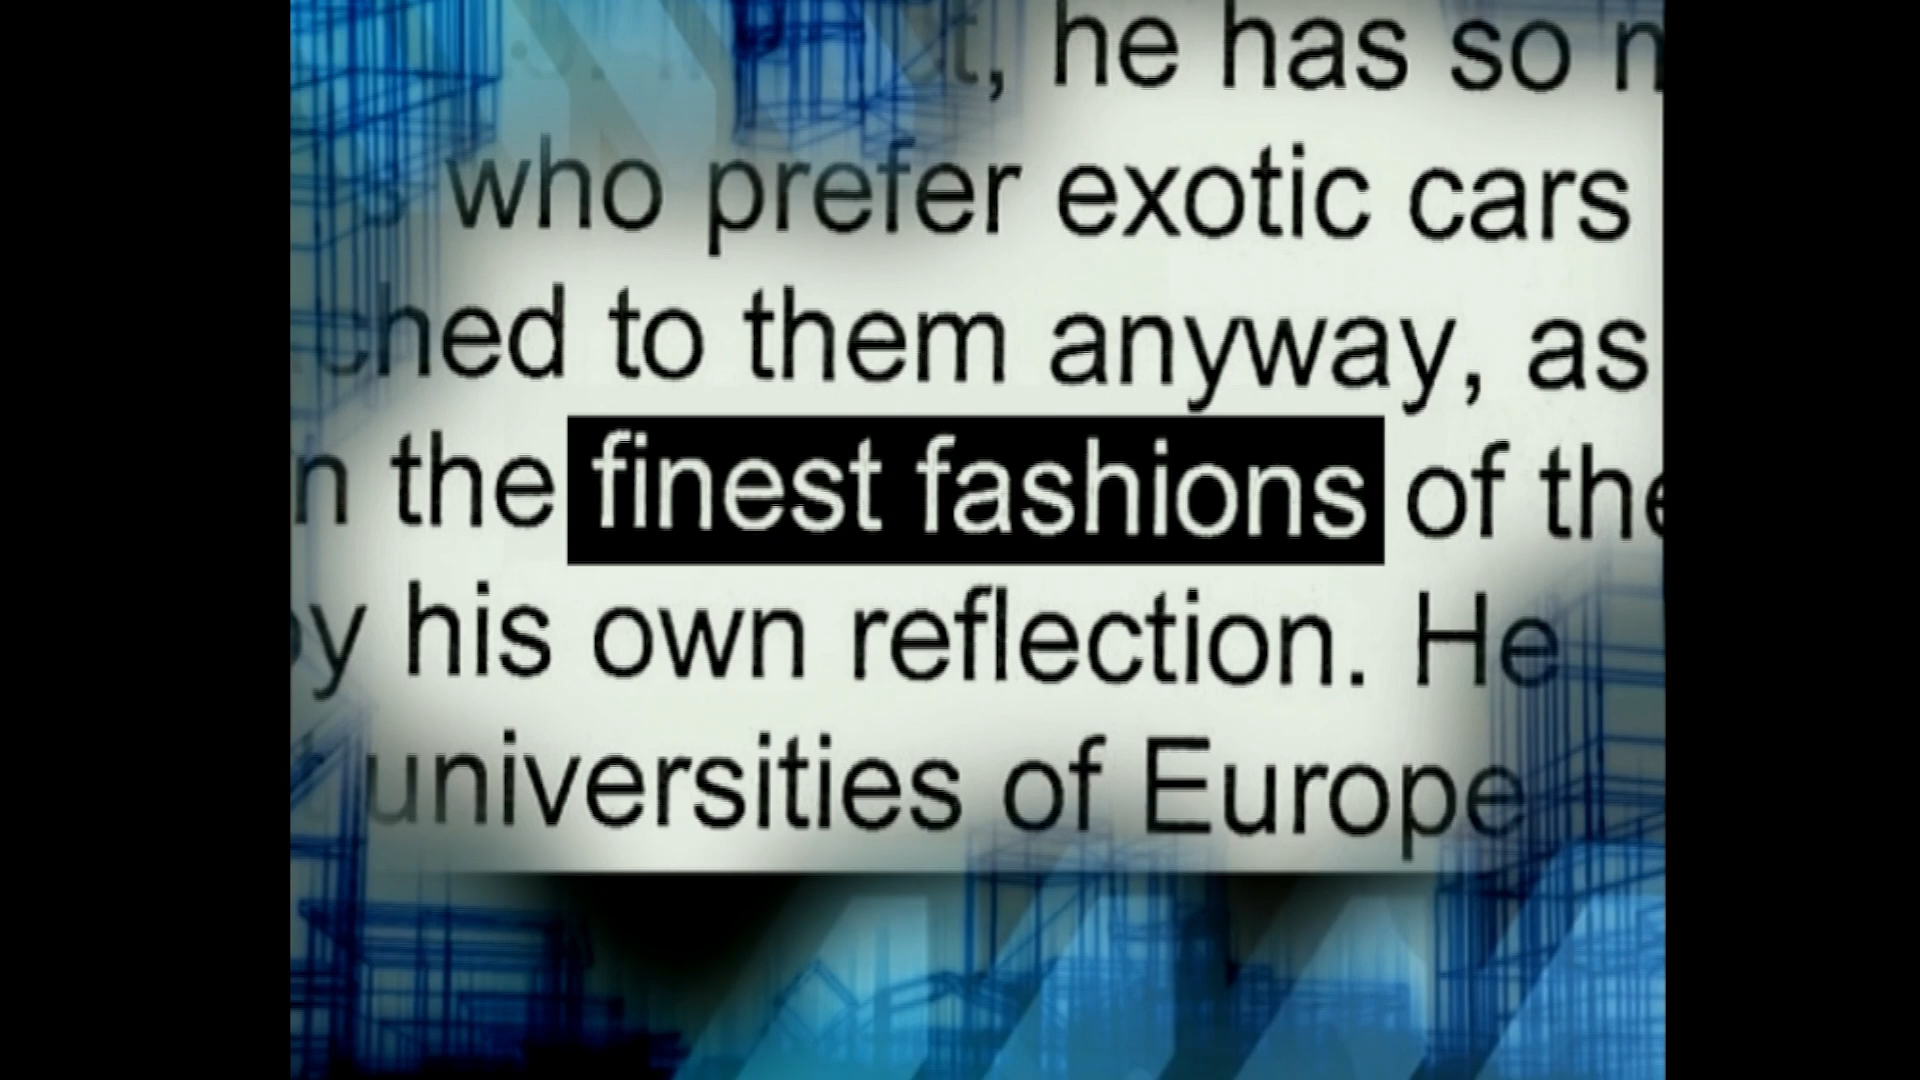 t, he has so
who prefer exotic cars
ched to them anyway, as
n the finest fashions of the
y his own reflection. He
universities of Europe